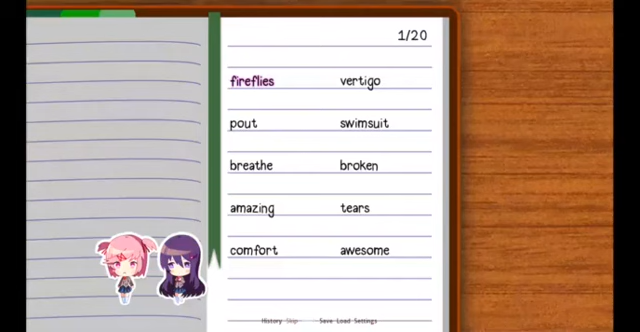 1/20
fireflies vertigo
pout swimsuit
breathe broken
amazing tears
comfort awesome
History Skip Save Load Settings